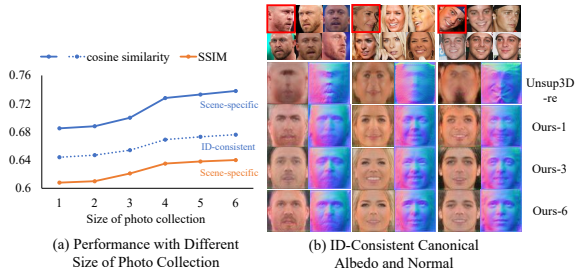 cosine similarity
SSIM
0.76
0.72
0.68
0.64
0.6
Scene-specific
ID-consistent
Scene-specific
1 2 3 4 5 6
Size of photo collection
(a) Performance with Different
Size of Photo Collection
Unsup3D
-re
Ours-1
Ours-3
Ours-6
(b) ID-Consistent Canonical
Albedo and Normal